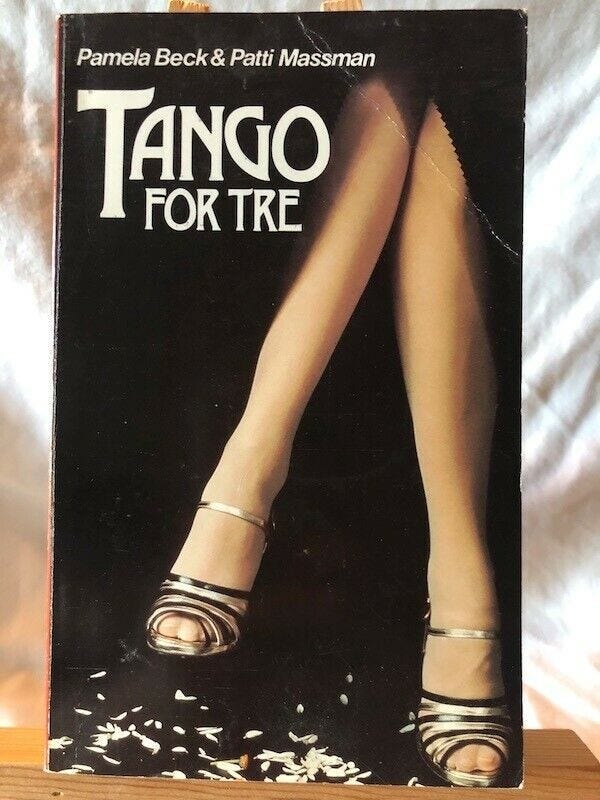 Pamela Beck & Patti Massman
TANGO
FOR TRE